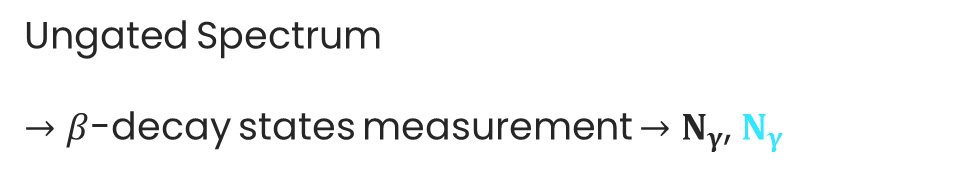 Ungated Spectrum
→ β-decay states measurement → Nγ, Nγ